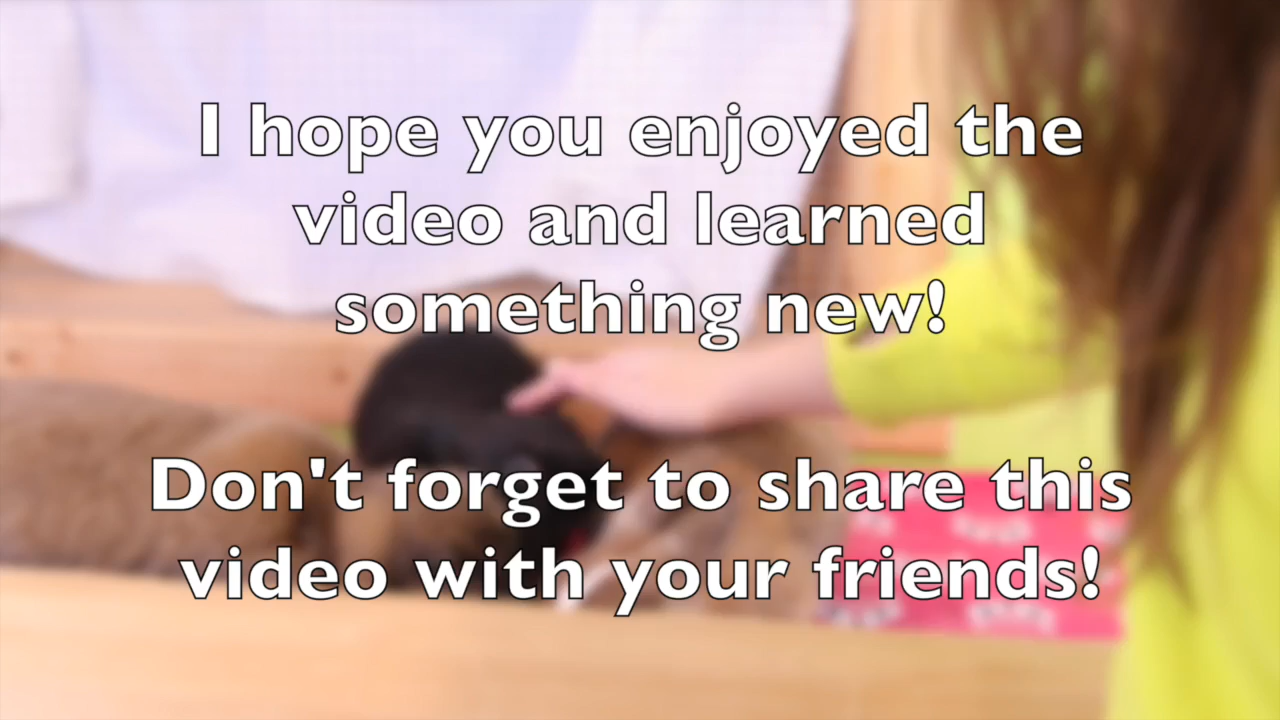 I hope you enjoyed the
video and learned
something new!
Don't forget to share this
video with your friends!